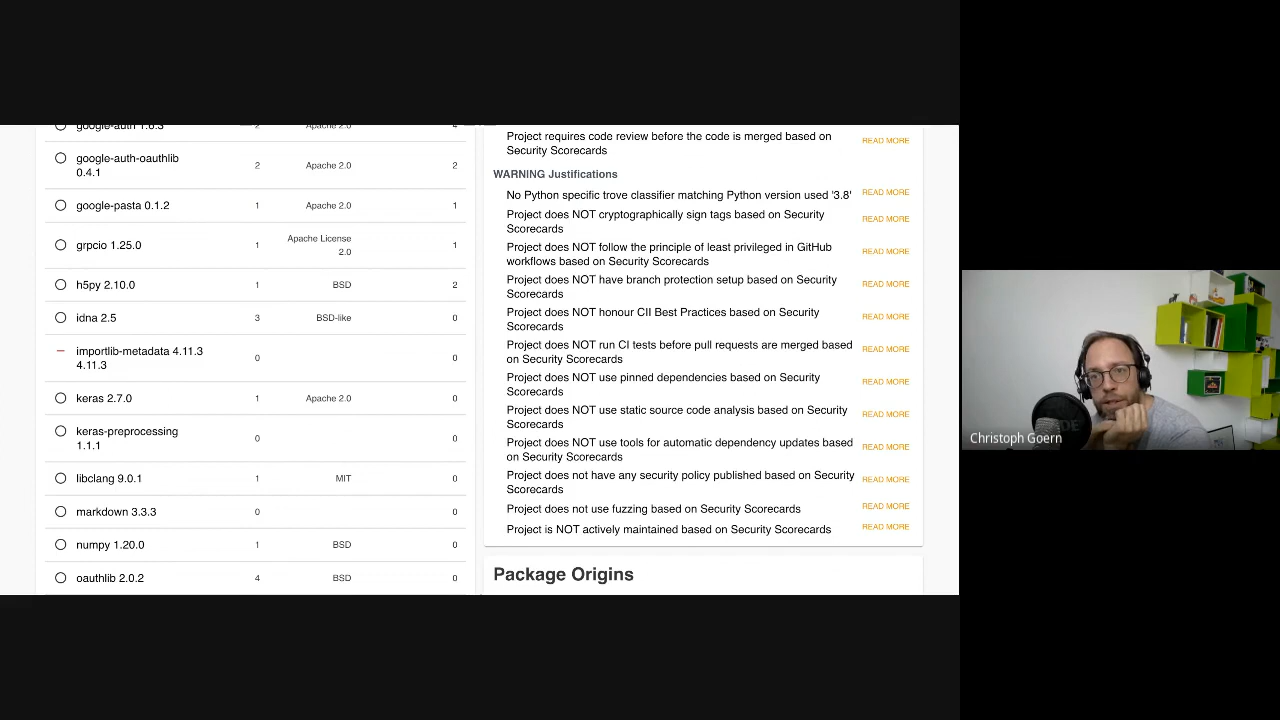 google-auth 1.6.3 2 Apache 2.0 4
google-auth-oauthlib
0.4.1 2 Apache 2.0 2
google-pasta 0.1.2 1 Apache 2.0 1
grpcio 1.25.0 1 Apache License
2.0 1
h5py 2.10.0 1 BSD 2
idna 2.5 3 BSD-like 0
importlib-metadata 4.11.3
4.11.3 0 0
keras 2.7.0 1 Apache 2.0 0
keras-preprocessing
1.1.1 0 0
libclang 9.0.1 1 MIT 0
markdown 3.3.3 0 0
numpy 1.20.0 1 BSD 0
oauthlib 2.0.2 4 BSD 0
Project requires code review before the code is merged based on
Security Scorecards READ MORE
WARNING Justifications
No Python specific trove classifier matching Python version used '3.8' READ MORE
Project does NOT cryptographically sign tags based on Security
Scorecards READ MORE
Project does NOT follow the principle of least privileged in GitHub
workflows based on Security Scorecards READ MORE
Project does NOT have branch protection setup based on Security
Scorecards READ MORE
Project does NOT honour CII Best Practices based on Security
Scorecards READ MORE
Project does NOT run CI tests before pull requests are merged based
on Security Scorecards READ MORE
Project does NOT use pinned dependencies based on Security
Scorecards READ MORE
Project does NOT use static source code analysis based on Security
Scorecards READ MORE
Project does NOT use tools for automatic dependency updates based
on Security Scorecards READ MORE
Project does not have any security policy published based on Security
Scorecards READ MORE
Project does not use fuzzing based on Security Scorecards READ MORE
Project is NOT actively maintained based on Security Scorecards READ MORE
Package Origins
Christoph Goern